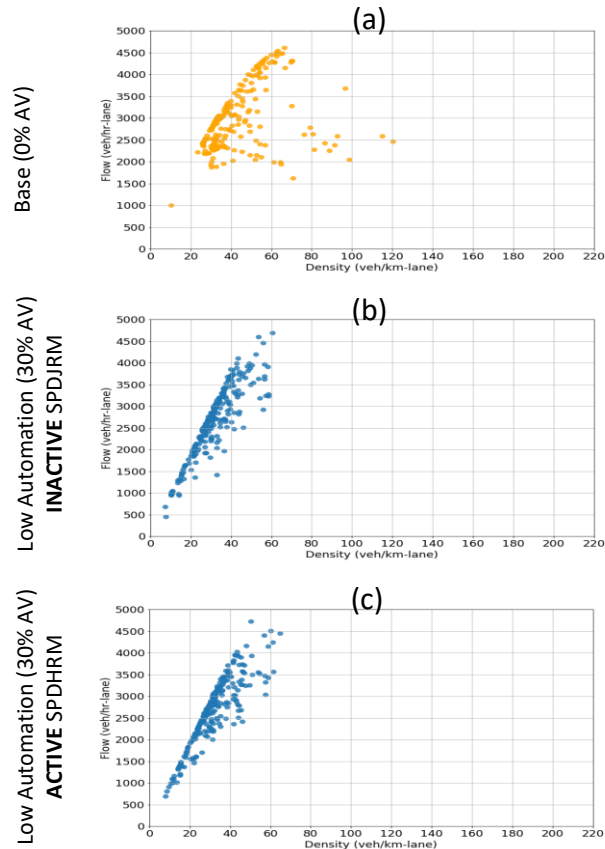 (a)
Base (0% AV)
Flow (veh/hr-lane)
5000
4500
4000
3500
3000
2500
2000
1500
1000
500
0
0 20 40 60 80 100 120 140 160 180 200 220
Density (veh/km-lane)
(b)
Low Automation (30% AV)
INACTIVE SPDJRM
Flow (veh/hr-lane)
5000
4500
4000
3500
3000
2500
2000
1500
1000
500
0
0 20 40 60 80 100 120 140 160 180 200 220
Density (veh/km-lane)
(c)
Low Automation (30% AV)
ACTIVE SPDHRM
Flow (veh/hr-lane)
5000
4500
4000
3500
3000
2500
2000
1500
1000
500
0
0 20 40 60 80 100 120 140 160 180 200 220
Density (veh/km-lane)